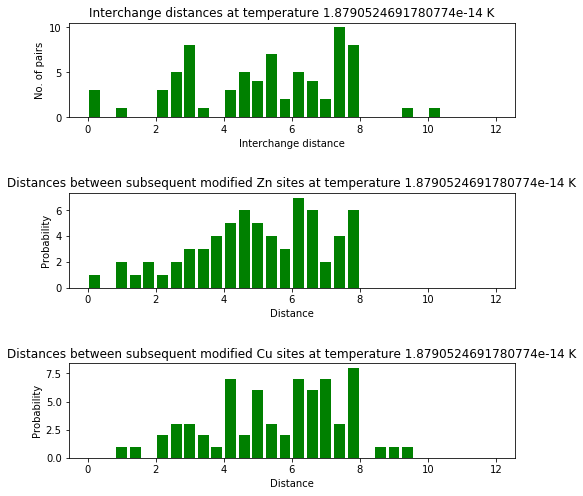 Interchange distances at temperature 1.8790524691780774e-14 K
10
5
0
No. of pairs
0 2 4 6 8 10 12
Interchange distance
Distances between subsequent modified Zn sites at temperature 1.8790524691780774e-14 K
6
4
2
0
Probability
0 2 4 6 8 10 12
Distance
Distances between subsequent modified Cu sites at temperature 1.8790524691780774e-14 K
7.5
5.0
2.5
0.0
Probability
0 2 4 6 8 10 12
Distance